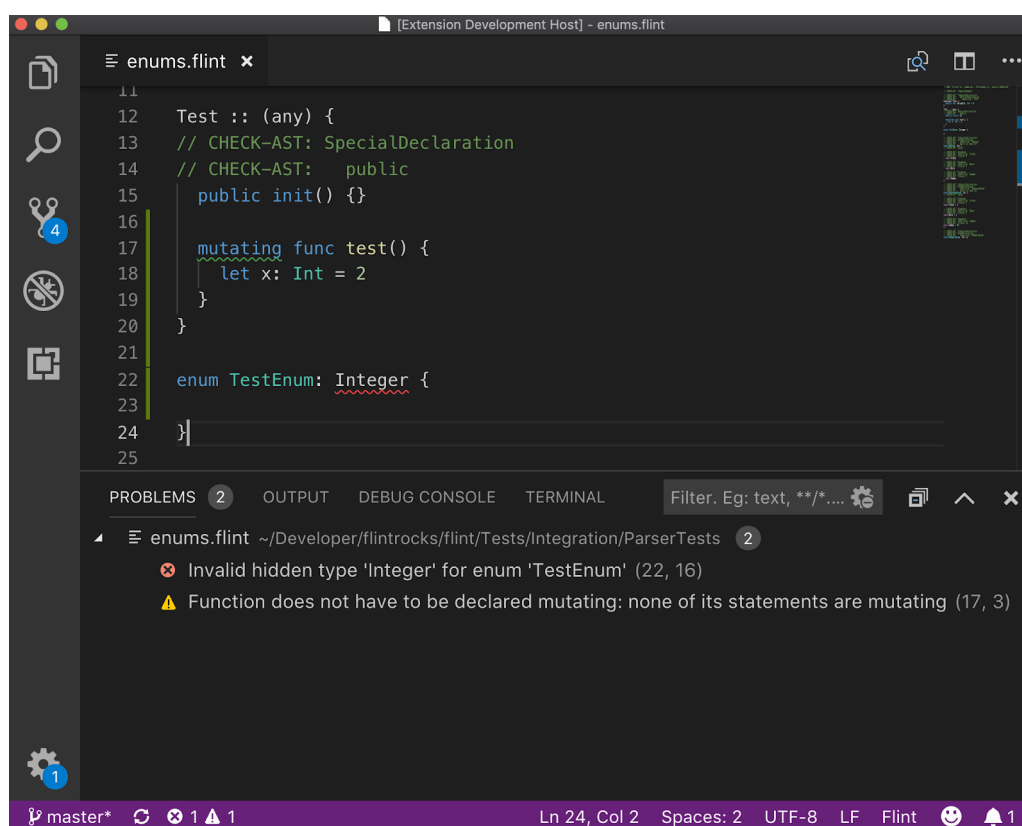 [Extension Development Host] - enums.flint
enums.flint
11
12 Test :: (any) {
13 // CHECK-AST: SpecialDeclaration
14 // CHECK-AST:   public
15   public init() {}
16
17   mutating func test() {
18     let x: Int = 2
19   }
20 }
21
22 enum TestEnum: Integer {
23
24 }
25
4
PROBLEMS 2 OUTPUT DEBUG CONSOLE TERMINAL Filter. Eg: text, **/*....
enums.flint ~/Developer/flintrocks/flint/Tests/Integration/ParserTests 2
Invalid hidden type 'Integer' for enum 'TestEnum' (22, 16)
Function does not have to be declared mutating: none of its statements are mutating (17, 3)
1
master* 1 1 Ln 24, Col 2 Spaces: 2 UTF-8 LF Flint 1